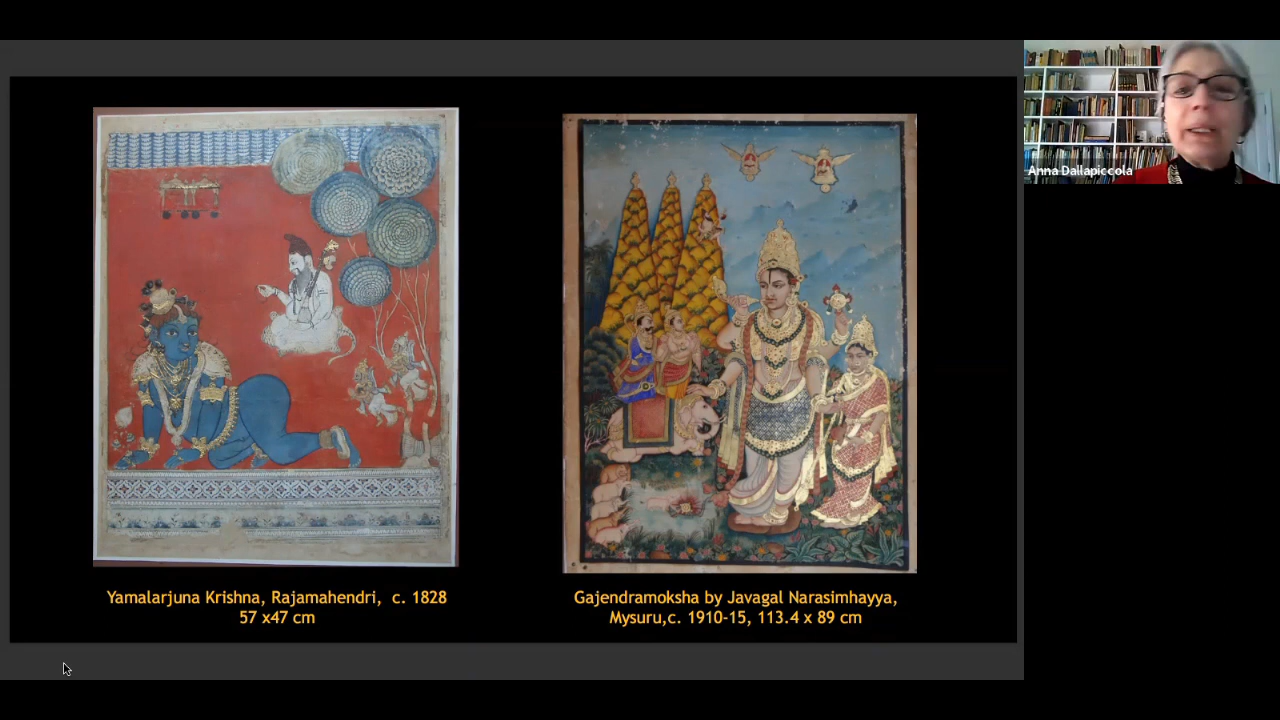 Anna Dallapiccola
Yamalarjuna Krishna, Rajamahendri,  c. 1828
57 x47 cm
Gajendramoksha by Javagal Narasimhayya,
Mysuru,c. 1910-15, 113.4 x 89 cm